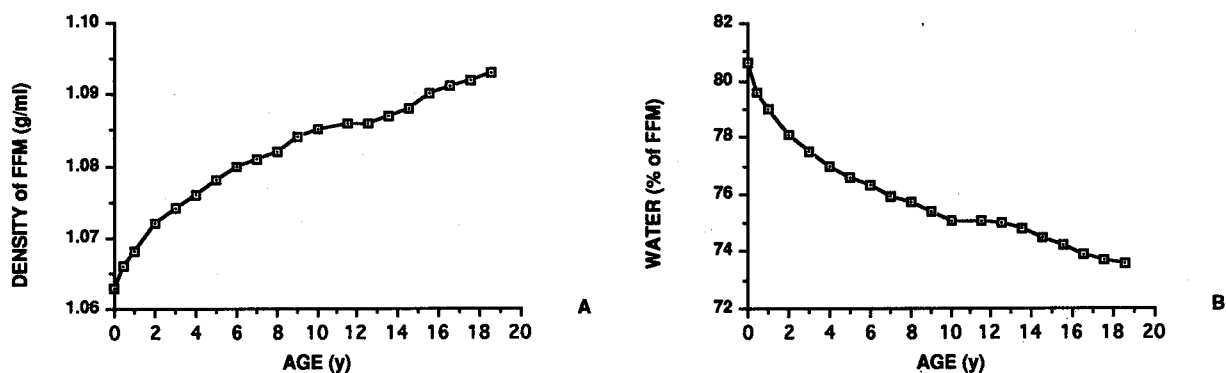 1.10
1.09
1.08
1.07
1.06
DENSITY of FFM (g/ml)
0 2 4 6 8 10 12 14 16 18 20
AGE (y)
A
82
80
78
76
74
72
WATER (% of FFM)
0 2 4 6 8 10 12 14 16 18 20
AGE (y)
B